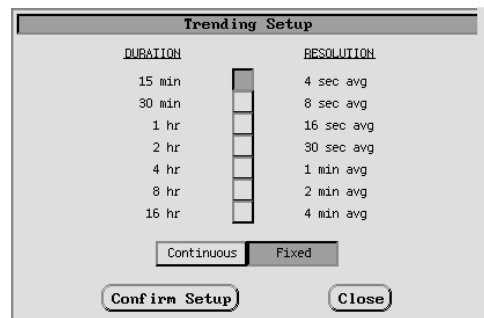 Trending Setup
DURATION RESOLUTION
15 min 4 sec avg
30 min 8 sec avg
1 hr 16 sec avg
2 hr 30 sec avg
4 hr 1 min avg
8 hr 2 min avg
16 hr 4 min avg
Continuous Fixed
Confirm Setup Close